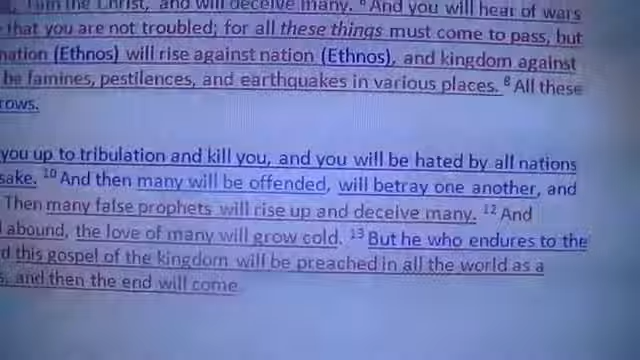 I am the Christ, and will deceive many. 6 And you will hear of wars
that you are not troubled; for all these things must come to pass, but
nation (Ethnos) will rise against nation (Ethnos), and kingdom against
be famines, pestilences, and earthquakes in various places. 8 All these
rows.
you up to tribulation and kill you, and you will be hated by all nations
sake. 10 And then many will be offended, will betray one another, and
Then many false prophets will rise up and deceive many. 12 And
l abound, the love of many will grow cold. 13 But he who endures to the
d this gospel of the kingdom will be preached in all the world as a
s, and then the end will come